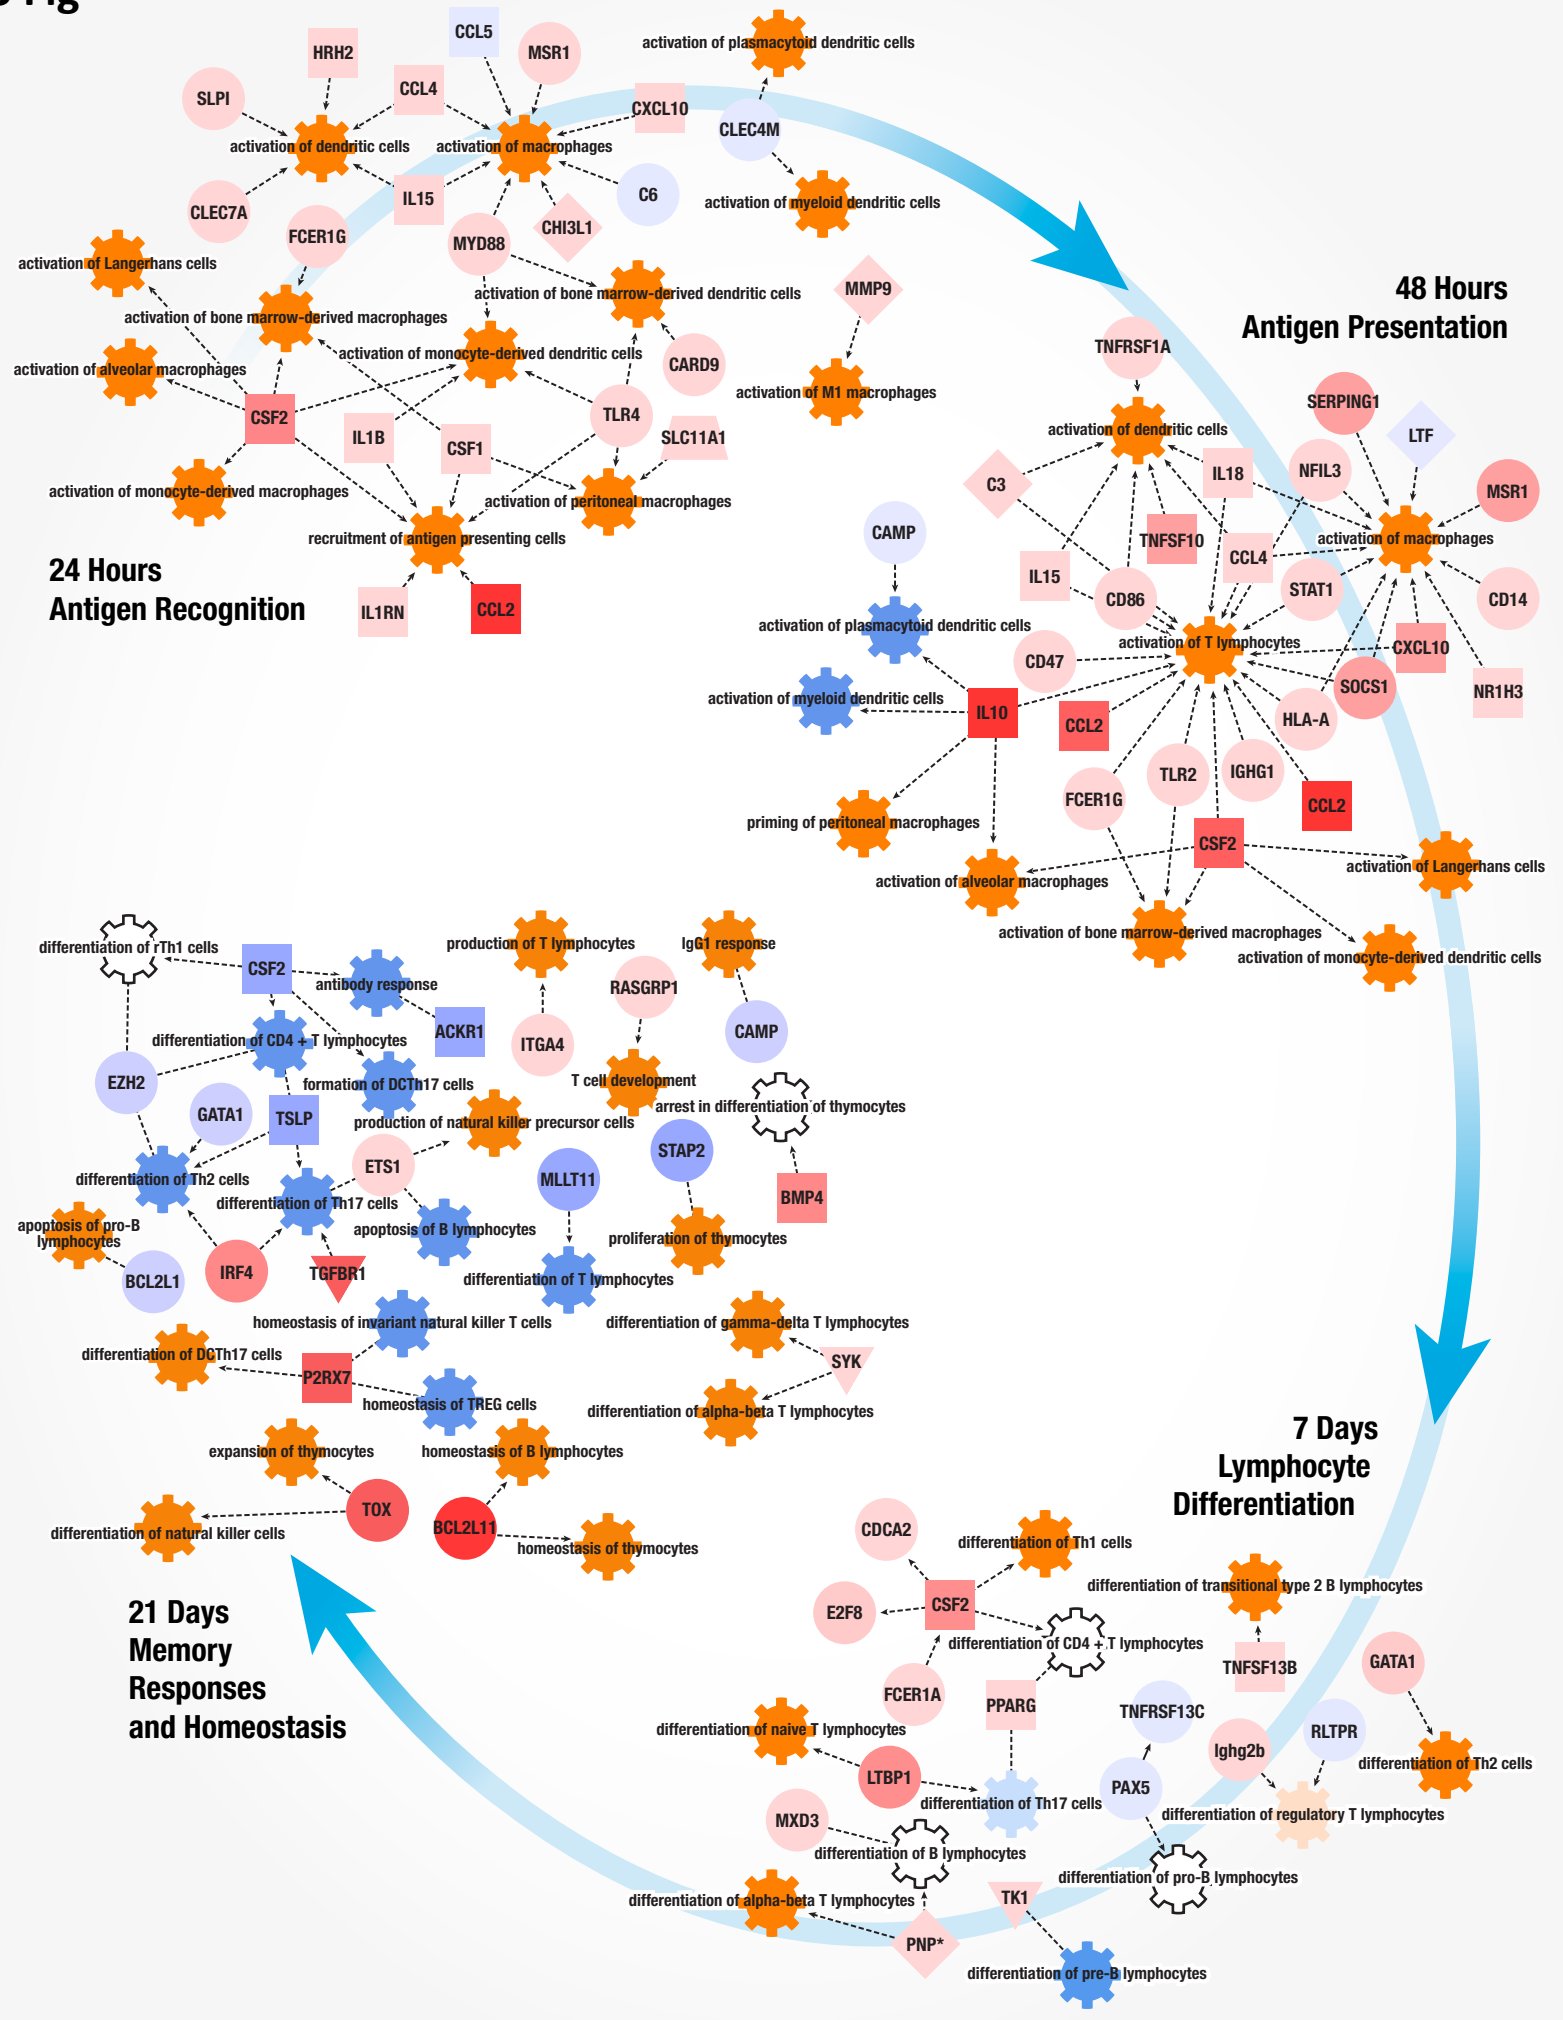 HRH2
CCL5
MSR1
activation of plasmacytoid dendritic cells
SLPI
CCL4
CXCL10
CLEC4M
activation of dendritic cells
activation of macrophages
CLEC7A
IL15
C6
activation of myeloid dendritic cells
FCER1G
MYD88
CHI3L1
activation of Langerhans cells
activation of bone marrow-derived dendritic cells
MMP9
activation of bone marrow-derived macrophages
activation of monocyte-derived dendritic cells
CARD9
activation of alveolar macrophages
activation of M1 macrophages
CSF2
IL1B
CSF1
TLR4
SLC11A1
activation of monocyte-derived macrophages
activation of peritoneal macrophages
recruitment of antigen presenting cells
IL1RN
CCL2
24 Hours
Antigen Recognition
48 Hours
Antigen Presentation
TNFRSF1A
SERPING1
activation of dendritic cells
LTF
C3
IL18
NFIL3
MSR1
CAMP
TNFSF10
activation of macrophages
CCL4
IL15
CD86
STAT1
CD14
activation of plasmacytoid dendritic cells
activation of T lymphocytes
CXCL10
CD47
SOCS1
NR1H3
activation of myeloid dendritic cells
IL10
CCL2
HLA-A
TLR2
IGHG1
FCER1G
CCL2
priming of peritoneal macrophages
CSF2
activation of Langerhans cells
activation of alveolar macrophages
activation of bone marrow-derived macrophages
activation of monocyte-derived dendritic cells
differentiation of rTh1 cells
production of T lymphocytes
IgG1 response
CSF2
antibody response
RASGRP1
ACKR1
ITGA4
CAMP
differentiation of CD4 + T lymphocytes
EZH2
formation of DCTh17 cells
T cell development
arrest in differentiation of thymocytes
GATA1
TSLP
production of natural killer precursor cells
STAP2
ETS1
MLLT11
BMP4
differentiation of Th2 cells
differentiation of Th17 cells
apoptosis of pro-B
lymphocytes
apoptosis of B lymphocytes
proliferation of thymocytes
BCL2L1
IRF4
TGFBR1
differentiation of T lymphocytes
homeostasis of invariant natural killer T cells
differentiation of gamma-delta T lymphocytes
differentiation of DCTh17 cells
P2RX7
SYK
homeostasis of TREG cells
differentiation of alpha-beta T lymphocytes
expansion of thymocytes
homeostasis of B lymphocytes
TOX
BCL2L11
differentiation of natural killer cells
homeostasis of thymocytes
21 Days
Memory
Responses
and Homeostasis
7 Days
Lymphocyte
Differentiation
CDCA2
differentiation of Th1 cells
differentiation of transitional type 2 B lymphocytes
E2F8
CSF2
differentiation of CD4 + T lymphocytes
TNFSF13B
GATA1
FCER1A
PPARG
TNFRSF13C
differentiation of naive T lymphocytes
Ighg2b
RLTPR
differentiation of Th2 cells
LTBP1
PAX5
differentiation of Th17 cells
differentiation of regulatory T lymphocytes
MXD3
differentiation of B lymphocytes
differentiation of pro-B lymphocytes
differentiation of alpha-beta T lymphocytes
TK1
PNP*
differentiation of pre-B lymphocytes